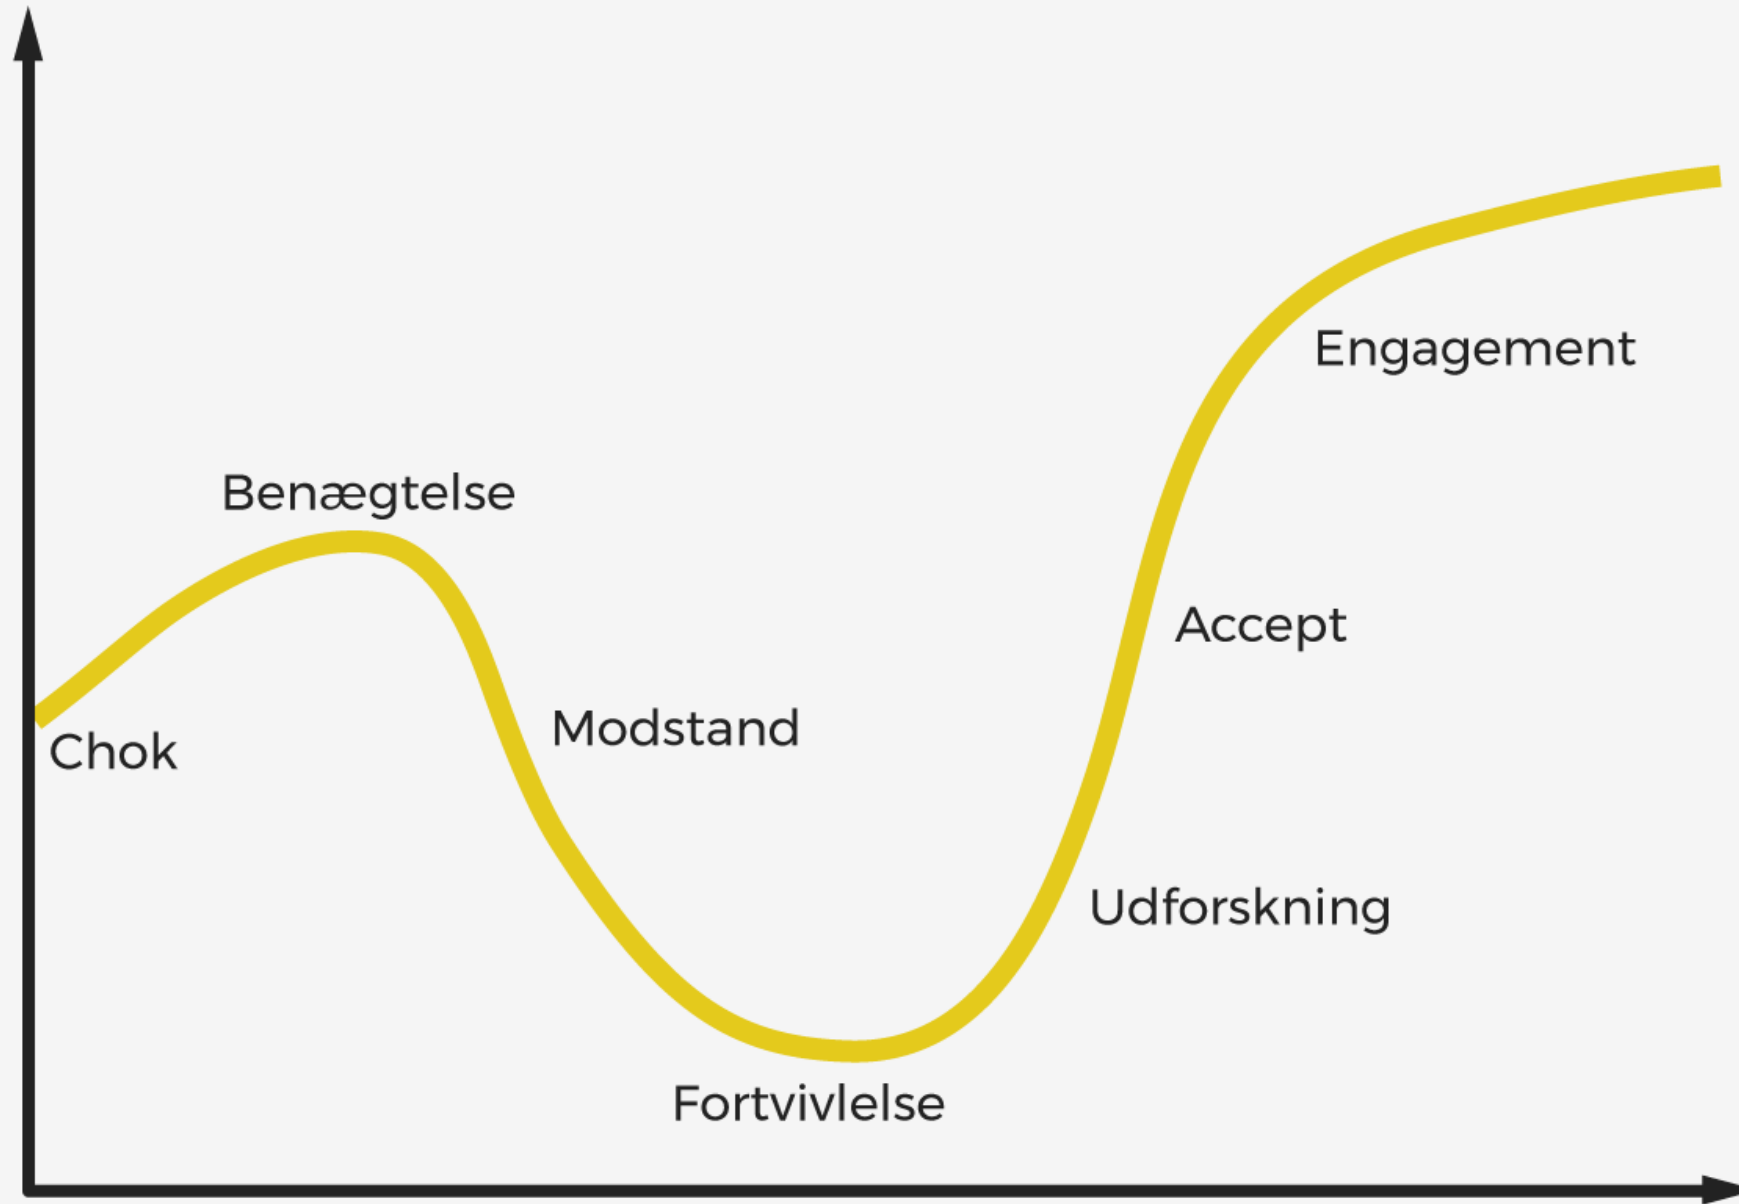 Chok
Benægtelse
Modstand
Fortvivlelse
Udforskning
Accept
Engagement